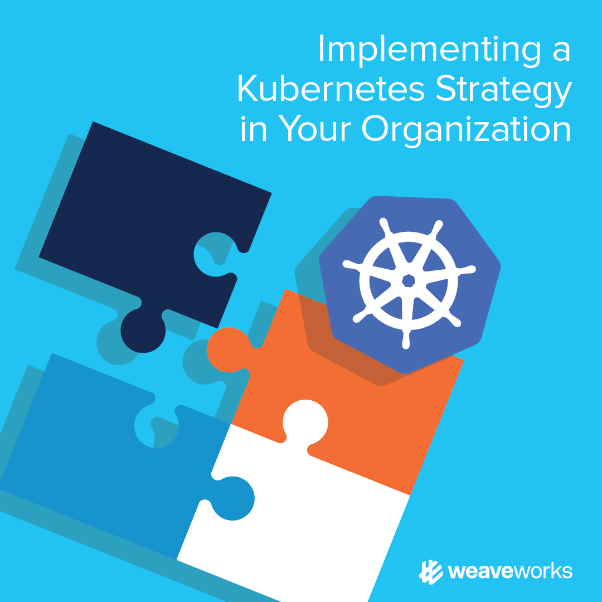 Implementing a
Kubernetes Strategy
in Your Organization
weaveworks